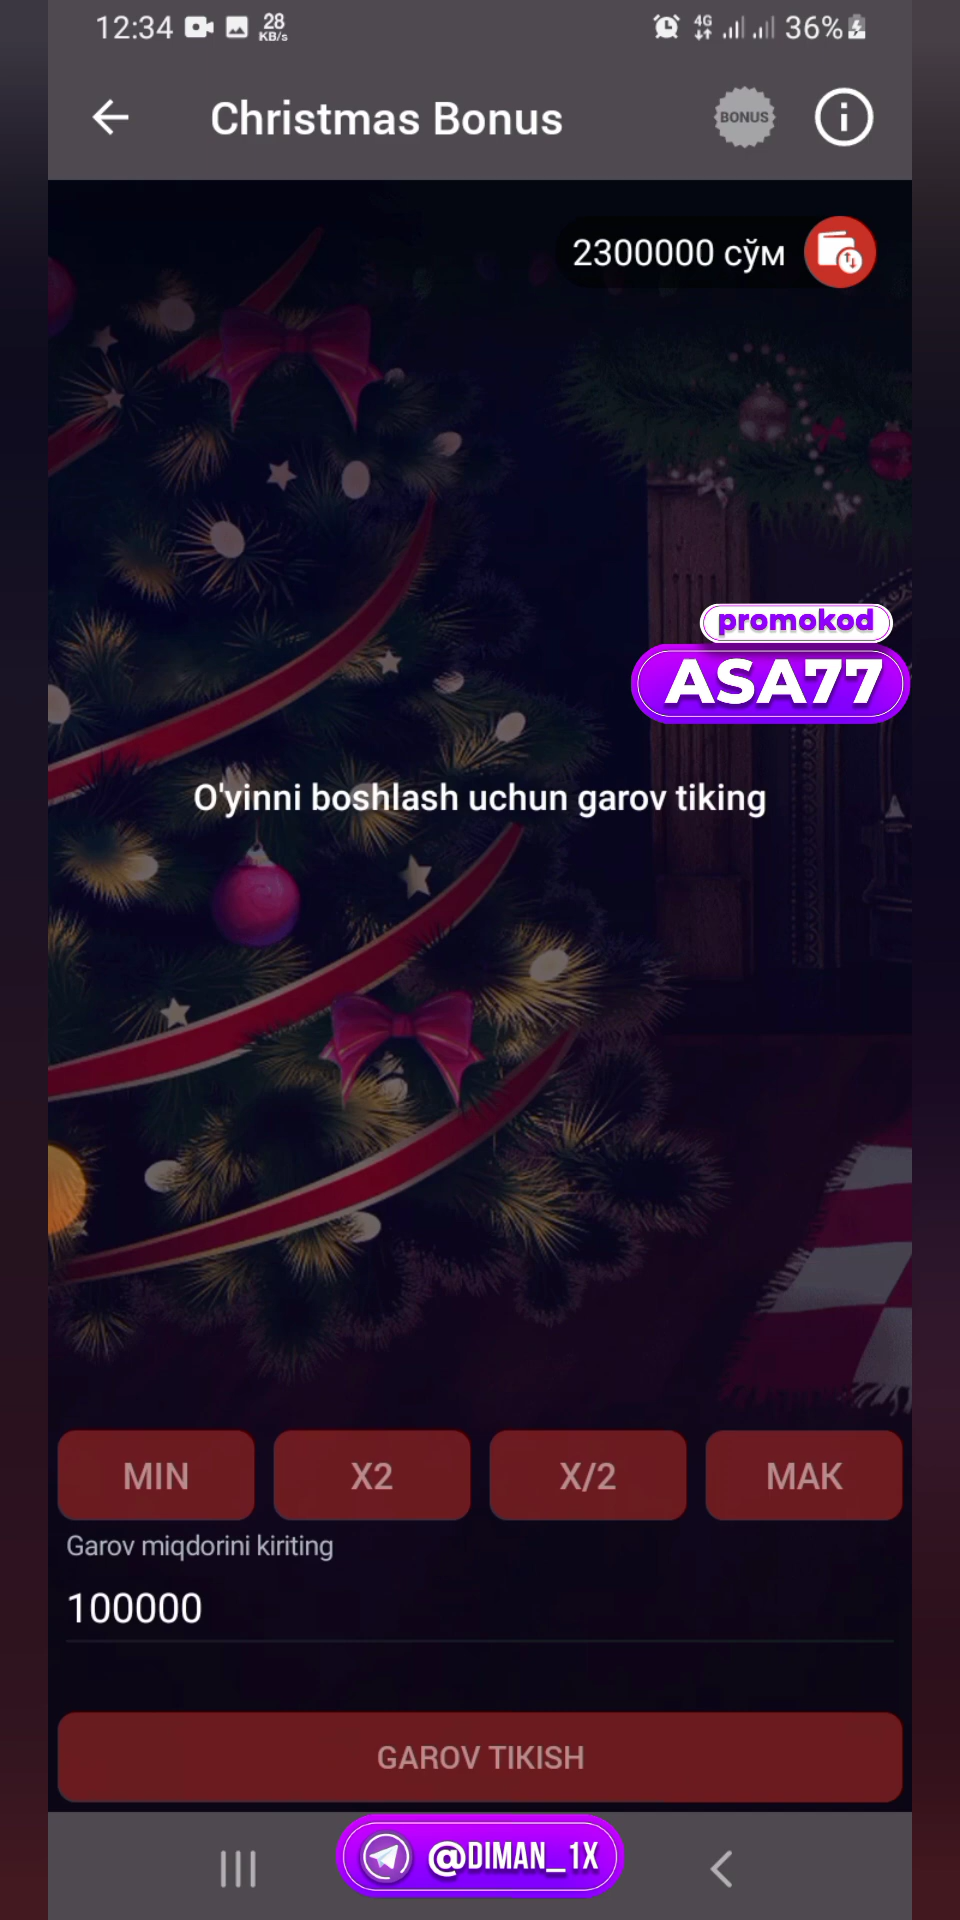 12:34 28 KB/s 4G 36%
Christmas Bonus BONUS
2300000 сўм
promokod
ASA77
O'yinni boshlash uchun garov tiking
MIN X2 X/2 MAK
Garov miqdorini kiriting
100000
GAROV TIKISH
@DIMAN_1X